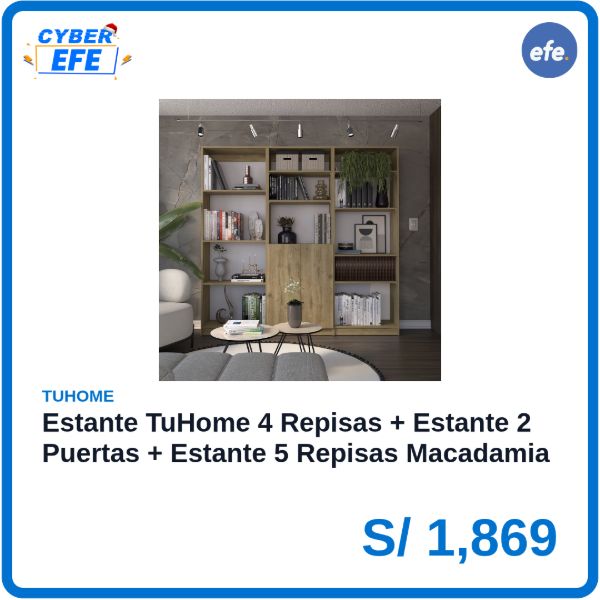 CYBER
EFE
efe.
TUHOME
Estante TuHome 4 Repisas + Estante 2
Puertas + Estante 5 Repisas Macadamia
S/ 1,869